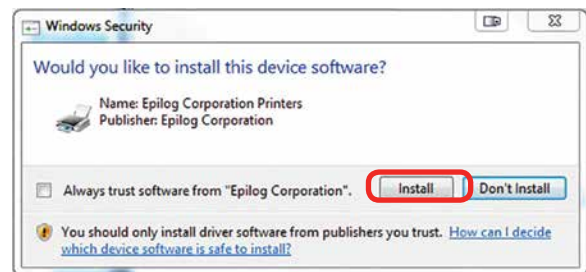 Windows Security
Would you like to install this device software?
Name: Epilog Corporation Printers
Publisher: Epilog Corporation
Always trust software from "Epilog Corporation".
Install
Don't Install
You should only install driver software from publishers you trust. How can I decide
which device software is safe to install?